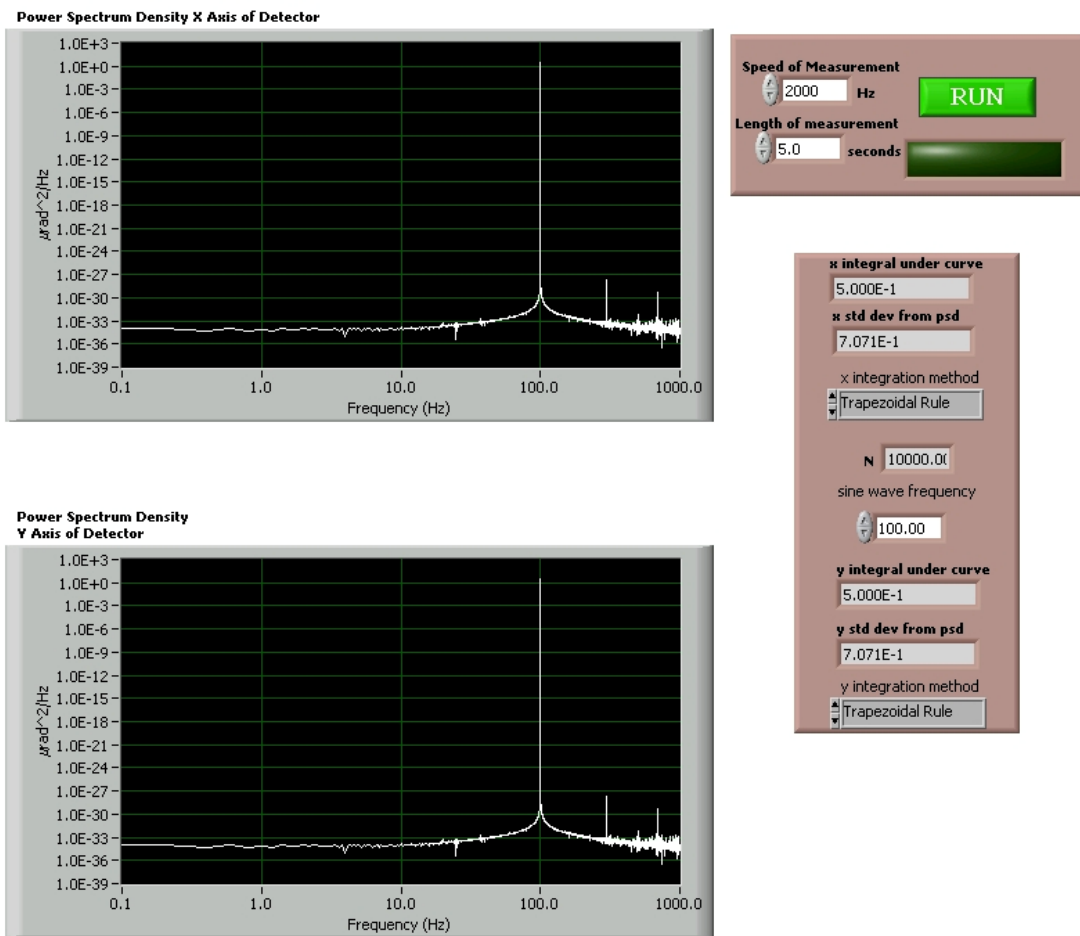 Power Spectrum Density X Axis of Detector
1.0E+3
1.0E+0
1.0E-3
1.0E-6
1.0E-9
1.0E-12
1.0E-15
1.0E-18
1.0E-21
1.0E-24
1.0E-27
1.0E-30
1.0E-33
1.0E-36
1.0E-39
µrad^2/Hz
0.1 1.0 10.0 100.0 1000.0
Frequency (Hz)
Speed of Measurement
2000 Hz
RUN
Length of measurement
5.0 seconds
x integral under curve
5.000E-1
x std dev from psd
7.071E-1
x integration method
Trapezoidal Rule
N 10000.0(
sine wave frequency
100.00
y integral under curve
5.000E-1
y std dev from psd
7.071E-1
y integration method
Trapezoidal Rule
Power Spectrum Density
Y Axis of Detector
1.0E+3
1.0E+0
1.0E-3
1.0E-6
1.0E-9
1.0E-12
1.0E-15
1.0E-18
1.0E-21
1.0E-24
1.0E-27
1.0E-30
1.0E-33
1.0E-36
1.0E-39
µrad^2/Hz
0.1 1.0 10.0 100.0 1000.0
Frequency (Hz)